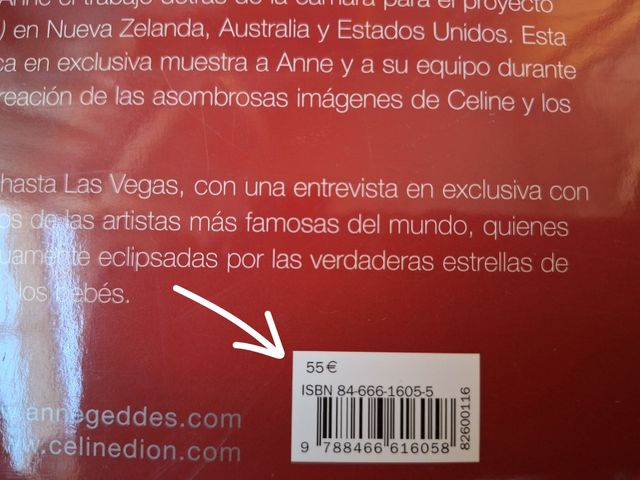 Anne el trabajo detrás de la cámara para el proyecto
) en Nueva Zelanda, Australia y Estados Unidos. Esta
en exclusiva muestra a Anne y a su equipo durante
reación de las asombrosas imágenes de Celine y los
hasta Las Vegas, con una entrevista en exclusiva con
os de las artistas más famosas del mundo, quienes
uamente eclipsadas por las verdaderas estrellas de
los bebés.
55€
ISBN 84-666-1605-5
9 788466 616058
82600116
.annegeddes.com
w.celinedion.com